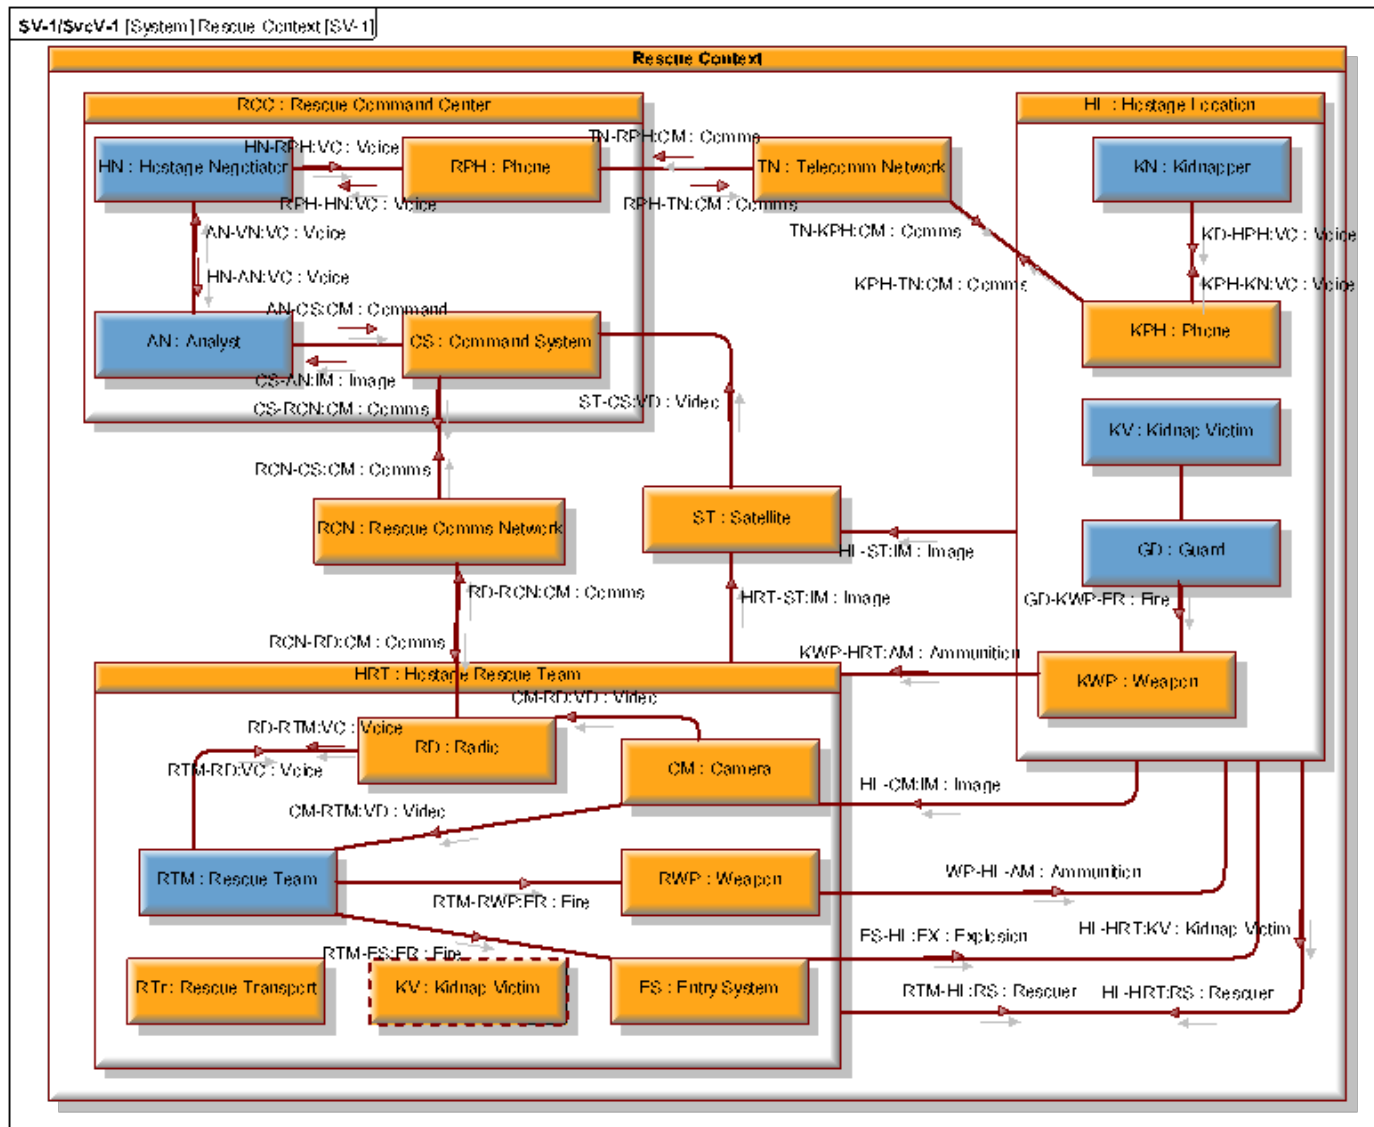 SV-1/SvcV-1 [System] Rescue Context [SV-1]
Rescue Context
RCC : Rescue Command Center
HL : Hostage Location
HN-RPH:VC : Voice
TN-RPH:CM : Comms
HN : Hostage Negotiator
RPH : Phone
TN : Telecomm Network
KN : Kidnapper
RPH-HN:VC : Voice
RPH-TN:CM : Comms
AN-VN:VC : Voice
TN-KPH:CM : Comms
KD-HPH:VC : Voice
HN-AN:VC : Voice
KPH-TN:CM : Comms
KPH-KN:VC : Voice
AN-CS:CM : Command
AN : Analyst
CS : Command System
KPH : Phone
CS-AN:IM : Image
CS-RCN:CM : Comms
ST-CS:VD : Video
KV : Kidnap Victim
RCN-CS:CM : Comms
RCN : Rescue Comms Network
ST : Satellite
HL-ST:IM : Image
GD : Guard
RD-RCN:CM : Comms
HRT-ST:IM : Image
GD-KWP-FR : Fire
RCN-RD:CM : Comms
KWP-HRT:AM : Ammunition
HRT : Hostage Rescue Team
KWP : Weapon
CM-RD:VD : Video
RD-RTM:VC : Voice
RD : Radio
CM : Camera
RTM-RD:VC : Voice
HL-CM:IM : Image
CM-RTM:VD : Video
RTM : Rescue Team
RWP : Weapon
WP-HL-AM : Ammunition
RTM-RWP:FR : Fire
ES-HL:EX : Explosion
HL-HRT:KV : Kidnap Victim
RTM-ES:FR : Fire
RTr: Rescue Transport
KV : Kidnap Victim
ES : Entry System
RTM-HL:RS : Rescuer
HL-HRT:RS : Rescuer